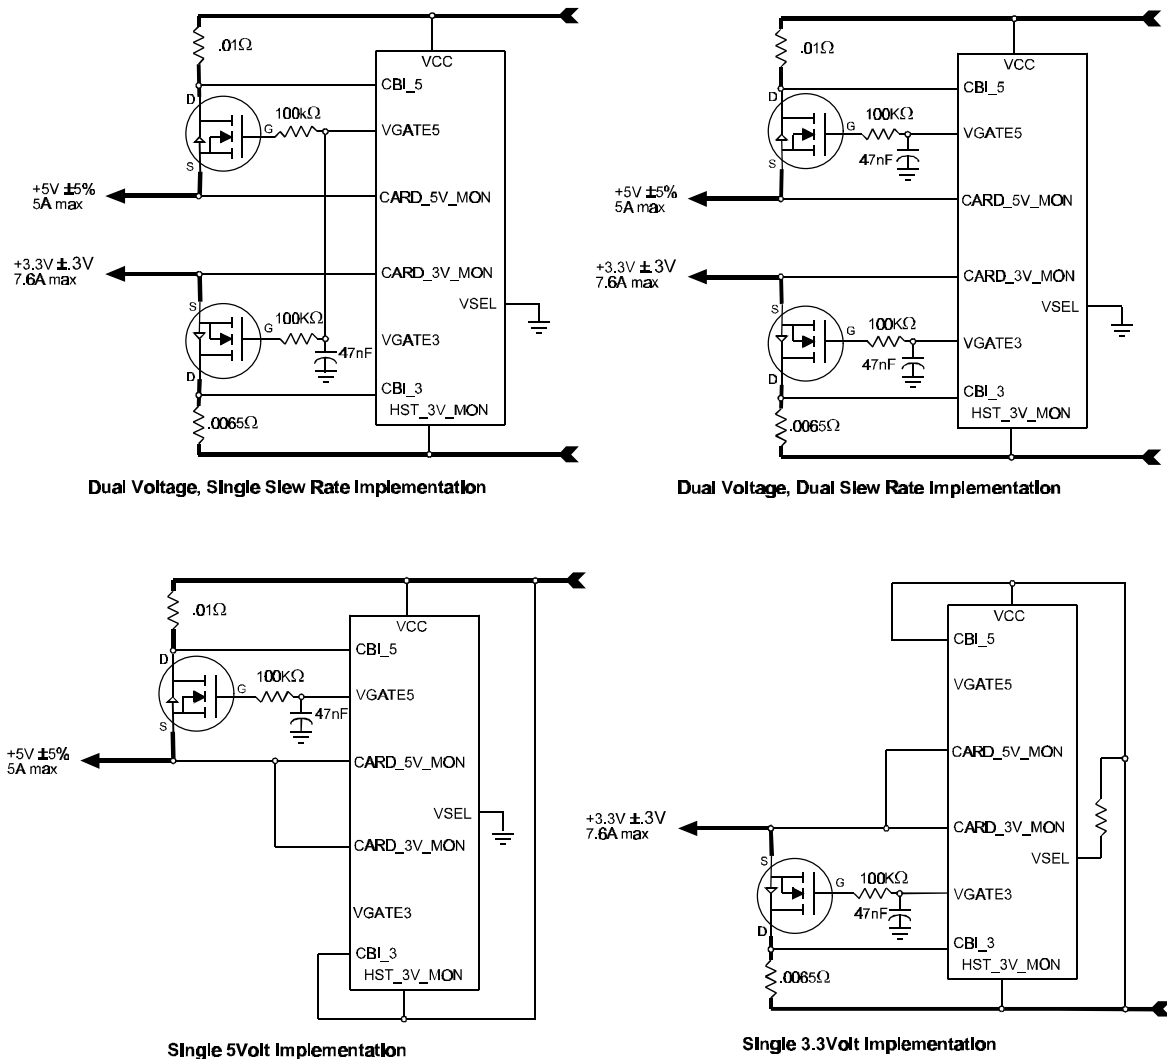 .01Ω
VCC
CBI_5
D
100kΩ
G
VGATE5
S
+5V ±5%
5A max
CARD_5V_MON
+3.3V ±.3V
7.6A max
CARD_3V_MON
VSEL
S
100KΩ
G
VGATE3
47nF
D
CBI_3
HST_3V_MON
.0065Ω
Dual Voltage, Single Slew Rate Implementation
.01Ω
VCC
CBI_5
D
100KΩ
G
VGATE5
47nF
S
+5V ±5%
5A max
CARD_5V_MON
+3.3V ±.3V
7.6A max
CARD_3V_MON
VSEL
S
100KΩ
G
VGATE3
47nF
D
CBI_3
HST_3V_MON
.0065Ω
Dual Voltage, Dual Slew Rate Implementation
.01Ω
VCC
CBI_5
D
100KΩ
G
VGATE5
47nF
S
+5V ±5%
5A max
CARD_5V_MON
VSEL
CARD_3V_MON
VGATE3
CBI_3
HST_3V_MON
Single 5Volt Implementation
VCC
CBI_5
VGATE5
CARD_5V_MON
+3.3V ±.3V
7.6A max
CARD_3V_MON
VSEL
S
100KΩ
G
VGATE3
47nF
D
CBI_3
HST_3V_MON
.0065Ω
Single 3.3Volt Implementation